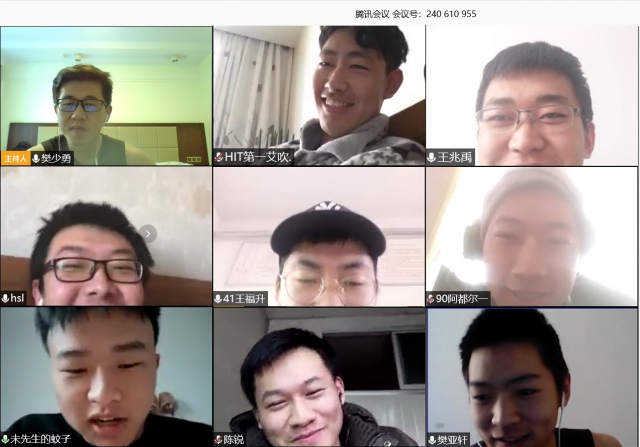 腾讯会议 会议号：240 610 955
主持人 樊少勇
HIT第一艾吹.
王兆禹
hsl
41王福升
90阿都尔一
未先生的蚊子
陈锐
樊亚轩